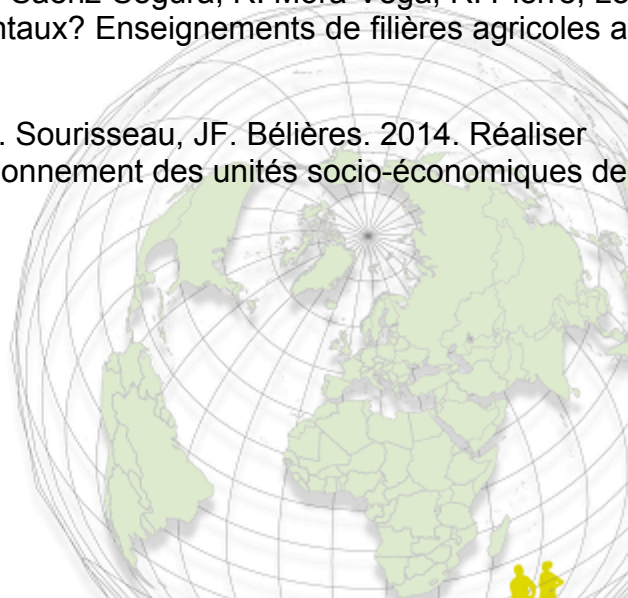 Saenz-Segura, R. Mora-Vega, R. Pierre,
ntaux? Enseignements de filières agricoles a
. Sourisseau, JF. Bélières. 2014. Réaliser
onnement des unités socio-économiques de